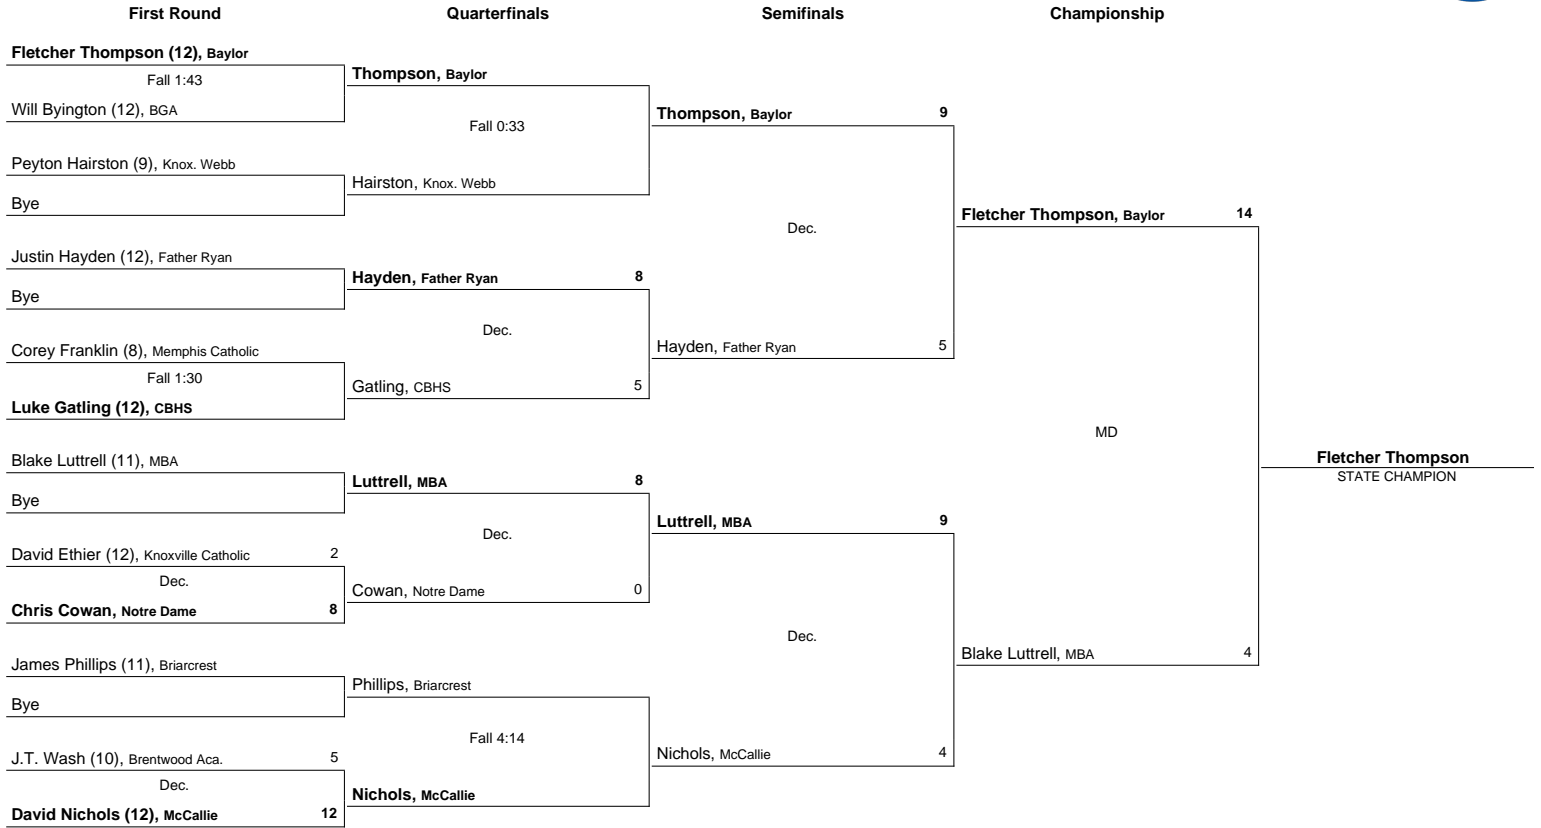 First Round
Quarterfinals
Semifinals
Championship
Fletcher Thompson (12), Baylor
Fall 1:43
Will Byington (12), BGA
Peyton Hairston (9), Knox. Webb
Bye
Justin Hayden (12), Father Ryan
Bye
Corey Franklin (8), Memphis Catholic
Fall 1:30
Luke Gatling (12), CBHS
Blake Luttrell (11), MBA
Bye
David Ethier (12), Knoxville Catholic 2
Dec.
Chris Cowan, Notre Dame 8
James Phillips (11), Briarcrest
Bye
J.T. Wash (10), Brentwood Aca. 5
Dec.
David Nichols (12), McCallie 12
Thompson, Baylor
Fall 0:33
Hairston, Knox. Webb
Hayden, Father Ryan 8
Dec.
Gatling, CBHS 5
Luttrell, MBA 8
Dec.
Cowan, Notre Dame 0
Phillips, Briarcrest
Fall 4:14
Nichols, McCallie
Thompson, Baylor 9
Dec.
Hayden, Father Ryan 5
Luttrell, MBA 9
Dec.
Nichols, McCallie 4
Fletcher Thompson, Baylor 14
MD
Blake Luttrell, MBA 4
Fletcher Thompson
STATE CHAMPION